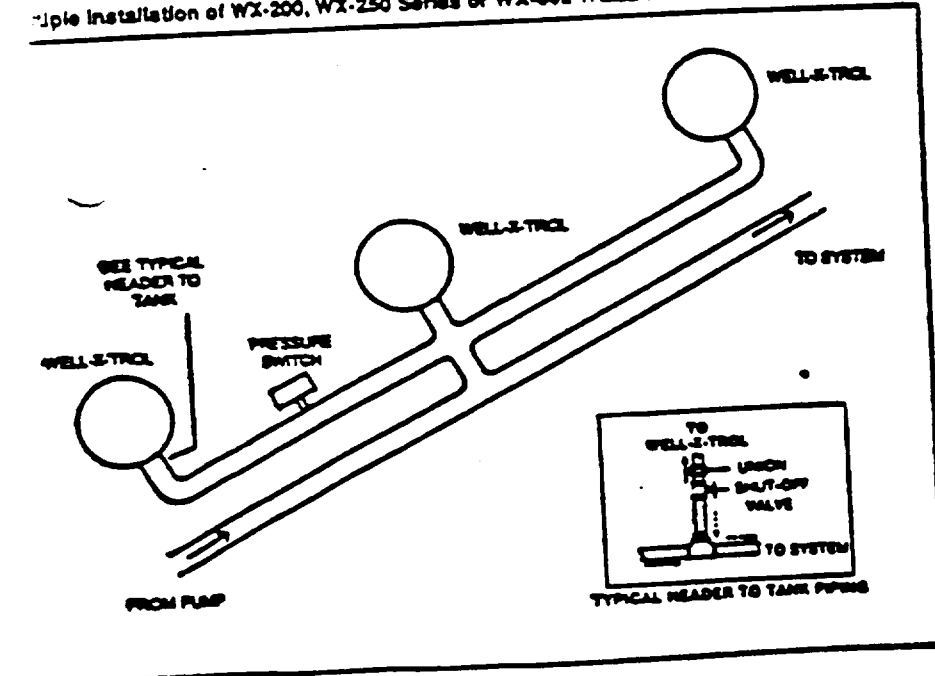 Installation of WX-200, WX-250 Series or
WELL-X-TROL
WELL-X-TROL
TO SYSTEM
SEE TYPICAL
HEADER TO
TANK
PRESSURE
SWITCH
WELL-X-TROL
FROM PUMP
TO
WELL-X-TROL
UNION
SHUT-OFF
VALVE
TO SYSTEM
TYPICAL HEADER TO TANK PIPING